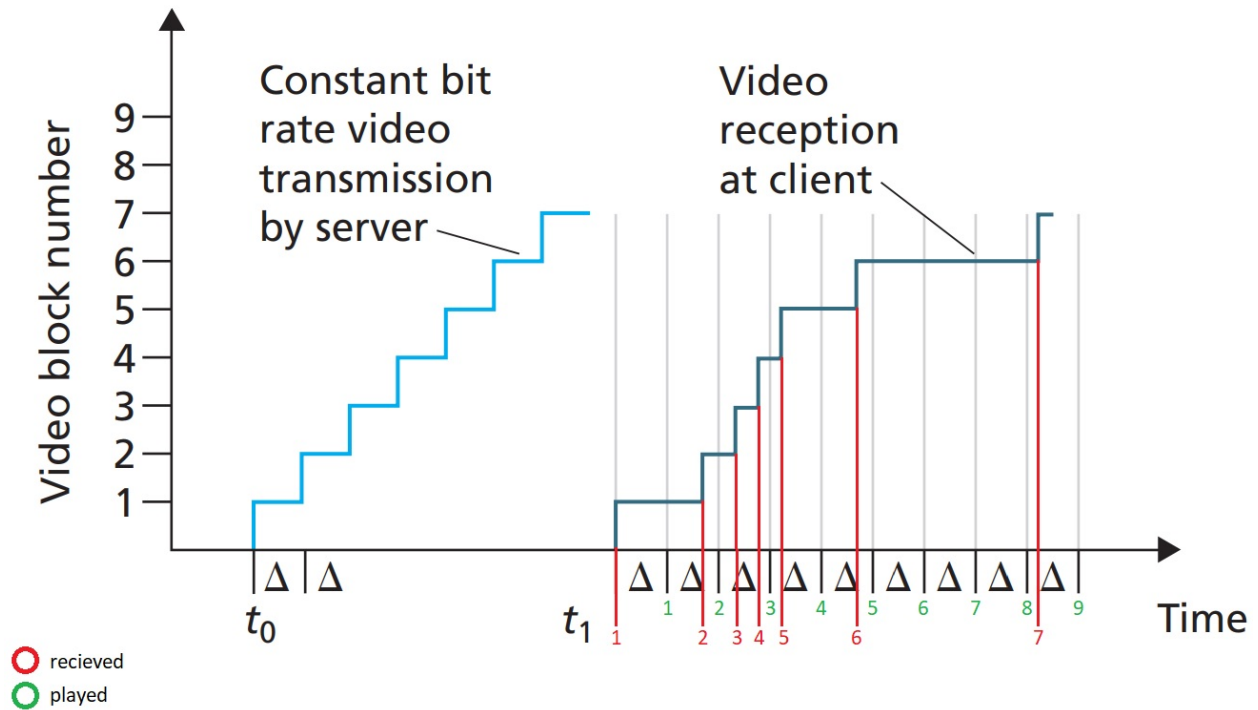 Constant bit
rate video
transmission
by server
Video
reception
at client
Video block number
9
8
7
6
5
4
3
2
1
Δ Δ
Δ Δ Δ Δ Δ Δ Δ Δ Δ
t0
t1
Time
1 2 3 4 5 6 7 8 9
1 2 3 4 5 6 7
recieved
played